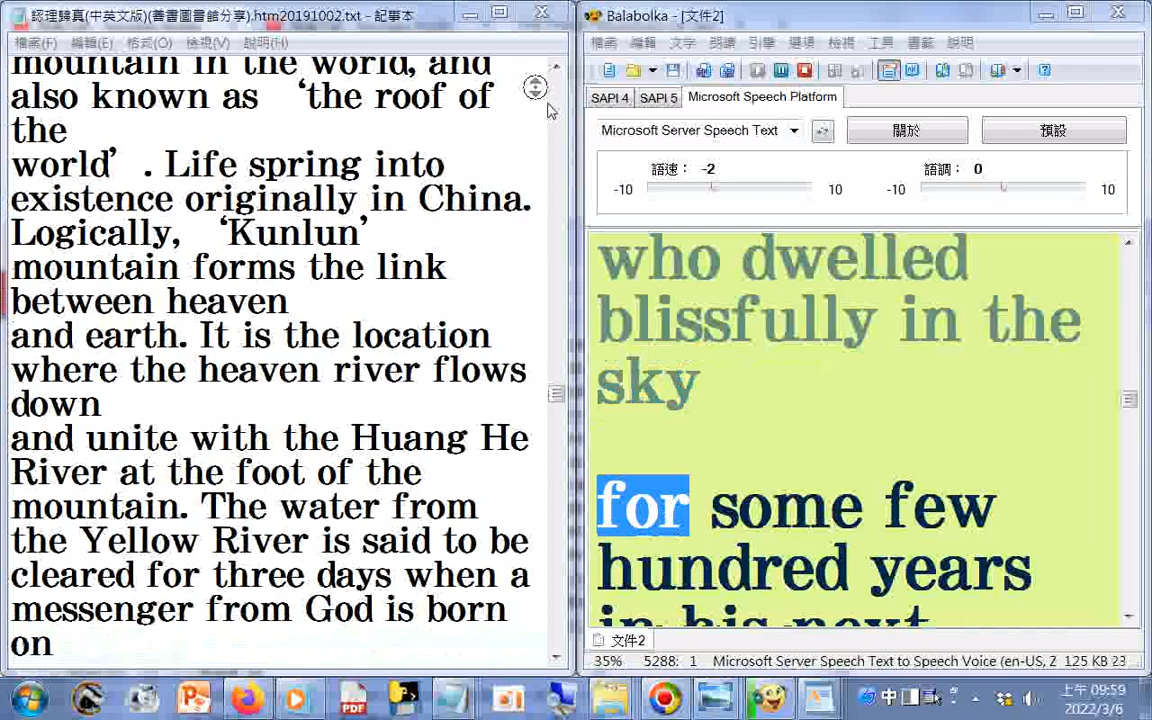 認理歸真(中英文版)(善書圖書館分享).htm20191002.txt - 記事本
檔案(F) 編輯(E) 格式(O) 檢視(V) 說明(H)
mountain in the world, and
also known as ‘the roof of
the
world’. Life spring into
existence originally in China.
Logically, ‘Kunlun’
mountain forms the link
between heaven
and earth. It is the location
where the heaven river flows
down
and unite with the Huang He
River at the foot of the
mountain. The water from
the Yellow River is said to be
cleared for three days when a
messenger from God is born
on
Balabolka - [文件2]
檔案 編輯 文字 朗讀 引擎 選項 檢視 工具 書籤 說明
SAPI 4 SAPI 5 Microsoft Speech Platform
Microsoft Server Speech Text 關於 預設
語速： -2 語調： 0
-10 10 -10 10
who dwelled
blissfully in the
sky
for some few
hundred years
in his next
文件2
35% 5288: 1 Microsoft Server Speech Text to Speech Voice (en-US, Z 125 KB 23
PDF 中 上午 09:59
2022/3/6